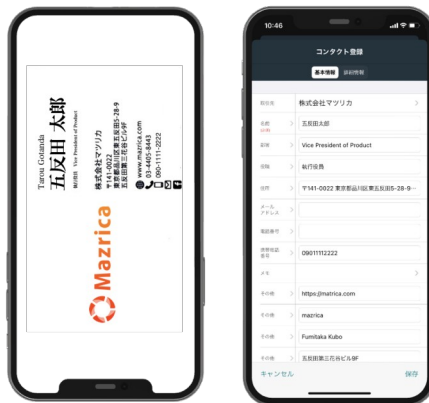 Tarou Gotanda
五反田 太郎
執行役員 Vice President of Product
株式会社マツリカ
〒141-0022
東京都品川区東五反田5-28-9
五反田第三花谷ビル9F
www.mazrica.com
03-4405-8443
090-1111-2222
Mazrica
10:46
コンタクト登録
基本情報 詳細情報
取引先 株式会社マツリカ
名前 五反田太郎
(必須)
部署 Vice President of Product
役職 執行役員
住所 〒141-0022 東京都品川区東五反田5-28-9…
メール
アドレス
電話番号
携帯電話
番号 09011112222
メモ
その他 https://matrica.com
その他 mazrica
その他 Fumitaka Kubo
その他 五反田第三花谷ビル9F
キャンセル 保存